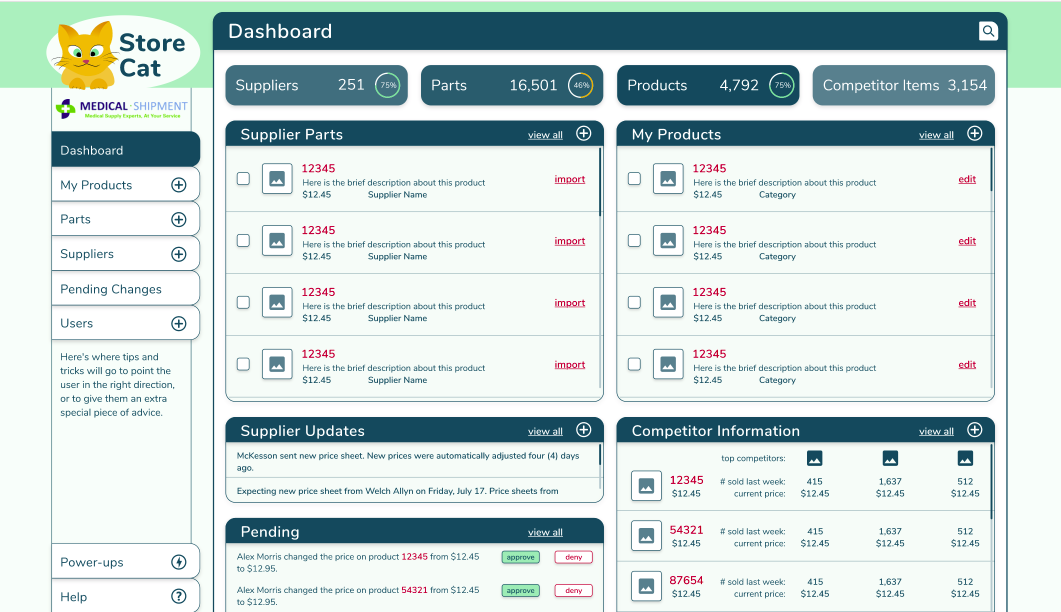 Store
Cat
MEDICAL · SHIPMENT
Medical Supply Experts, At Your Service
Dashboard
My Products
Parts
Suppliers
Pending Changes
Users
Here's where tips and
tricks will go to point the
user in the right direction,
or to give them an extra
special piece of advice.
Power-ups
Help
?
Dashboard
Suppliers 251 75%
Parts 16,501 46%
Products 4,792 75%
Competitor Items 3,154
Supplier Parts view all
12345
Here is the brief description about this product import
$12.45 Supplier Name
12345
Here is the brief description about this product import
$12.45 Supplier Name
12345
Here is the brief description about this product import
$12.45 Supplier Name
12345
Here is the brief description about this product import
$12.45 Supplier Name
My Products view all
12345
Here is the brief description about this product edit
$12.45 Category
12345
Here is the brief description about this product edit
$12.45 Category
12345
Here is the brief description about this product edit
$12.45 Category
12345
Here is the brief description about this product edit
$12.45 Category
Supplier Updates view all
McKesson sent new price sheet. New prices were automatically adjusted four (4) days
ago.
Expecting new price sheet from Welch Allyn on Friday, July 17. Price sheets from
Pending view all
Alex Morris changed the price on product 12345 from $12.45 approve deny
to $12.95.
Alex Morris changed the price on product 54321 from $12.45 approve deny
to $12.95.
Competitor Information view all
top competitors:
12345 # sold last week: 415 1,637 512
$12.45 current price: $12.45 $12.45 $12.45
54321 # sold last week: 415 1,637 512
$12.45 current price: $12.45 $12.45 $12.45
87654 # sold last week: 415 1,637 512
$12.45 current price: $12.45 $12.45 $12.45